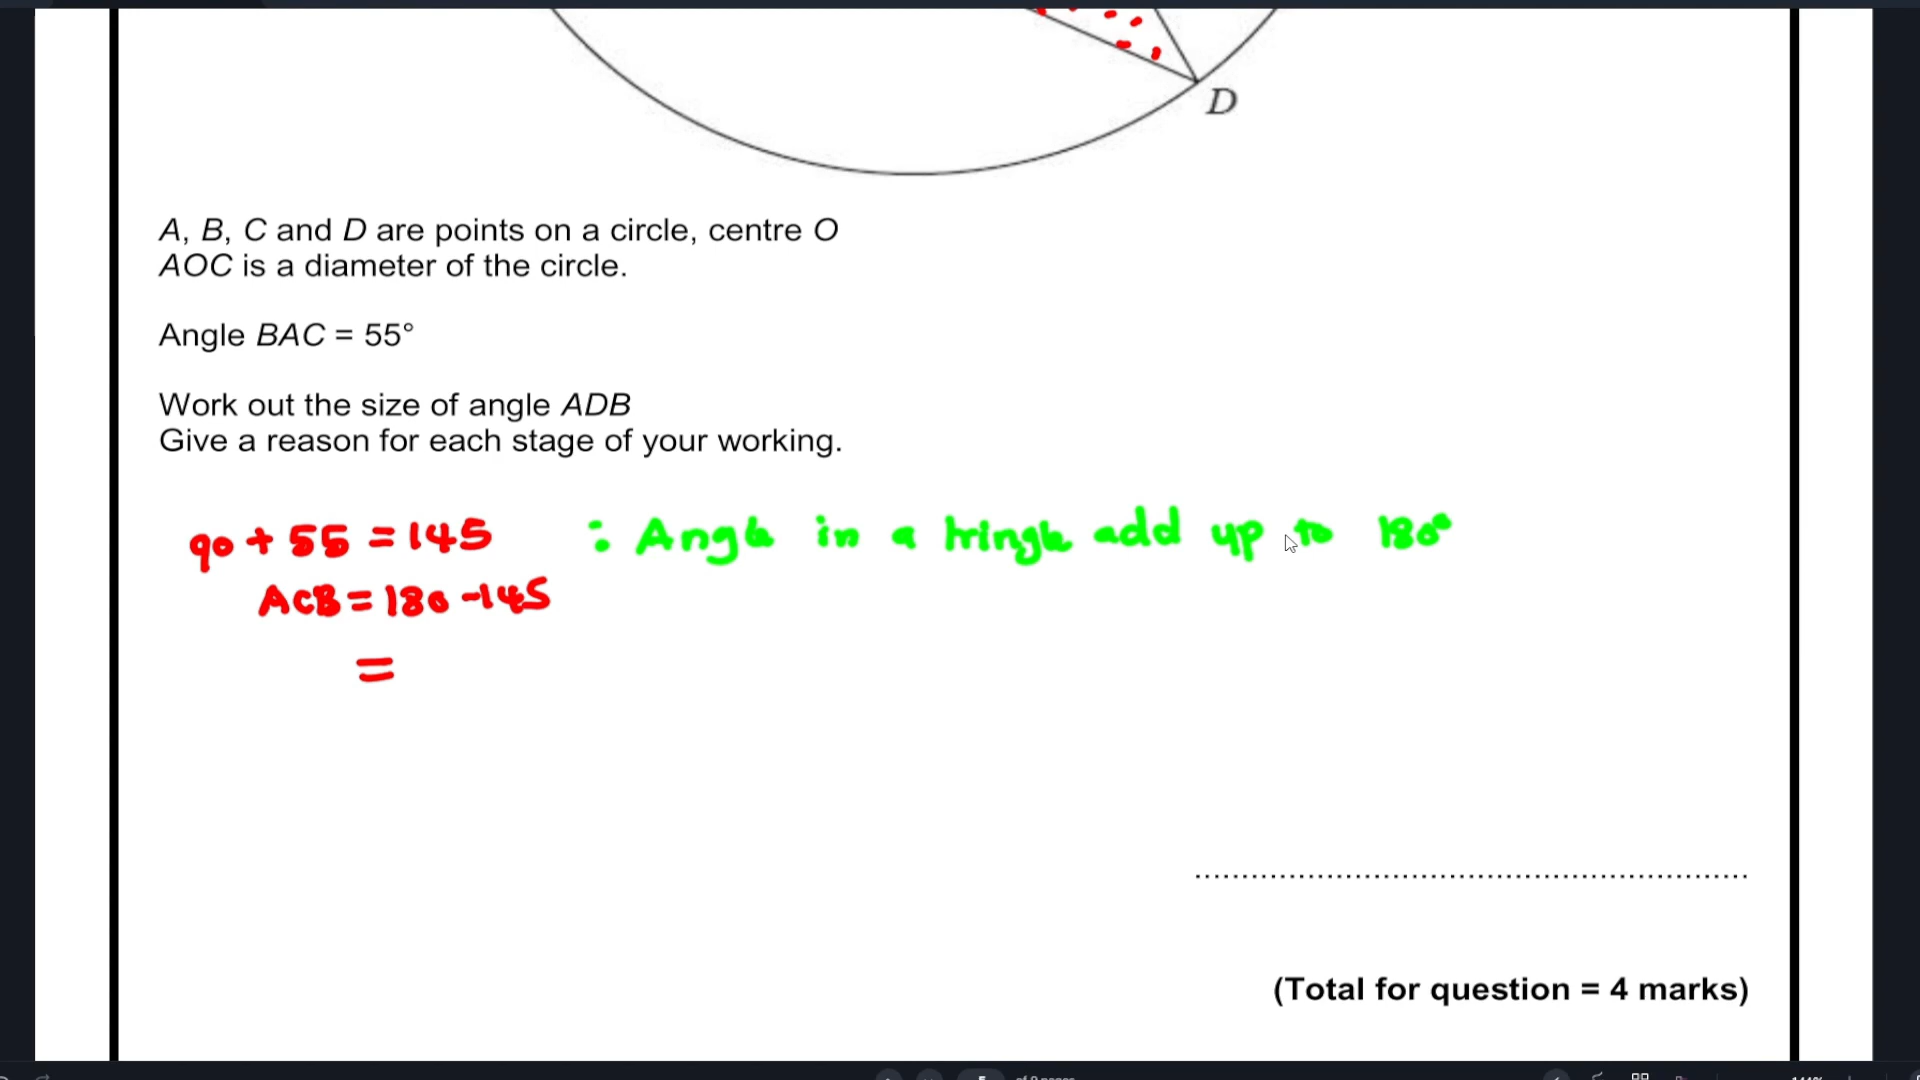 D
A, B, C and D are points on a circle, centre O
AOC is a diameter of the circle.
Angle BAC = 55°
Work out the size of angle ADB
Give a reason for each stage of your working.
90 + 55 = 145 : Angle in a tringle add up to 180°
ACB = 180 - 145
=
(Total for question = 4 marks)